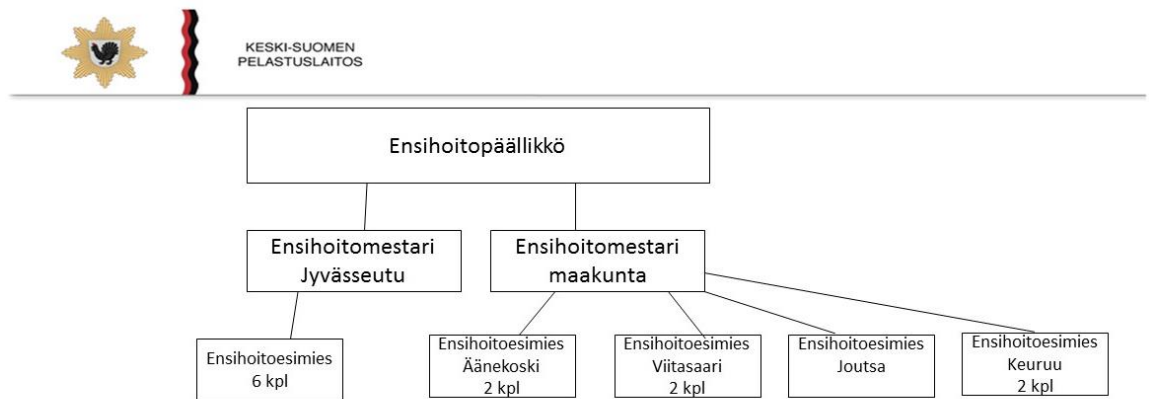 KESKI-SUOMEN
PELASTUSLAITOS
Ensihoitopäällikkö
Ensihoitomestari
Jyvässeutu
Ensihoitomestari
maakunta
Ensihoitoesimies
6 kpl
Ensihoitoesimies
Äänekoski
2 kpl
Ensihoitoesimies
Viitasaari
2 kpl
Ensihoitoesimies
Joutsa
Ensihoitoesimies
Keuruu
2 kpl